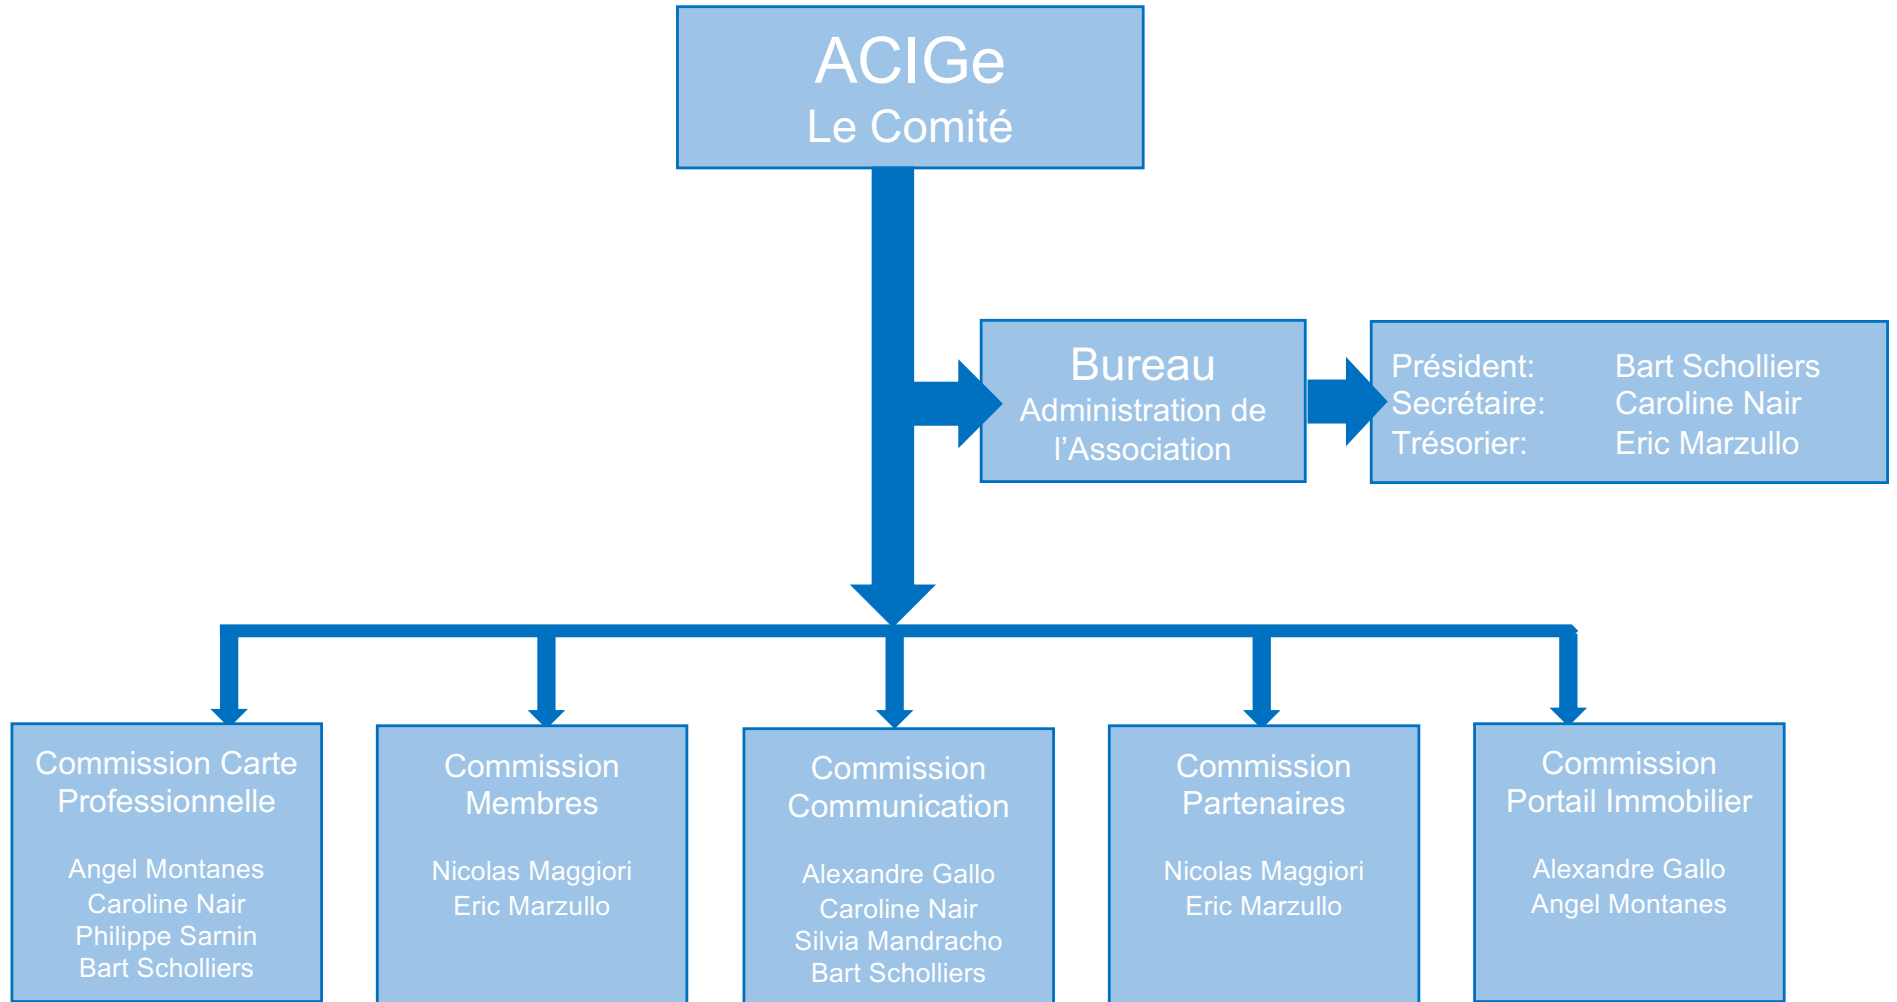 ACIGe
Le Comité
Bureau
Administration de
l’Association
Président: Bart Scholliers
Secrétaire: Caroline Nair
Trésorier: Eric Marzullo
Commission Carte
Professionnelle
Angel Montanes
Caroline Nair
Philippe Sarnin
Bart Scholliers
Commission
Membres
Nicolas Maggiori
Eric Marzullo
Commission
Communication
Alexandre Gallo
Caroline Nair
Silvia Mandracho
Bart Scholliers
Commission
Partenaires
Nicolas Maggiori
Eric Marzullo
Commission
Portail Immobilier
Alexandre Gallo
Angel Montanes